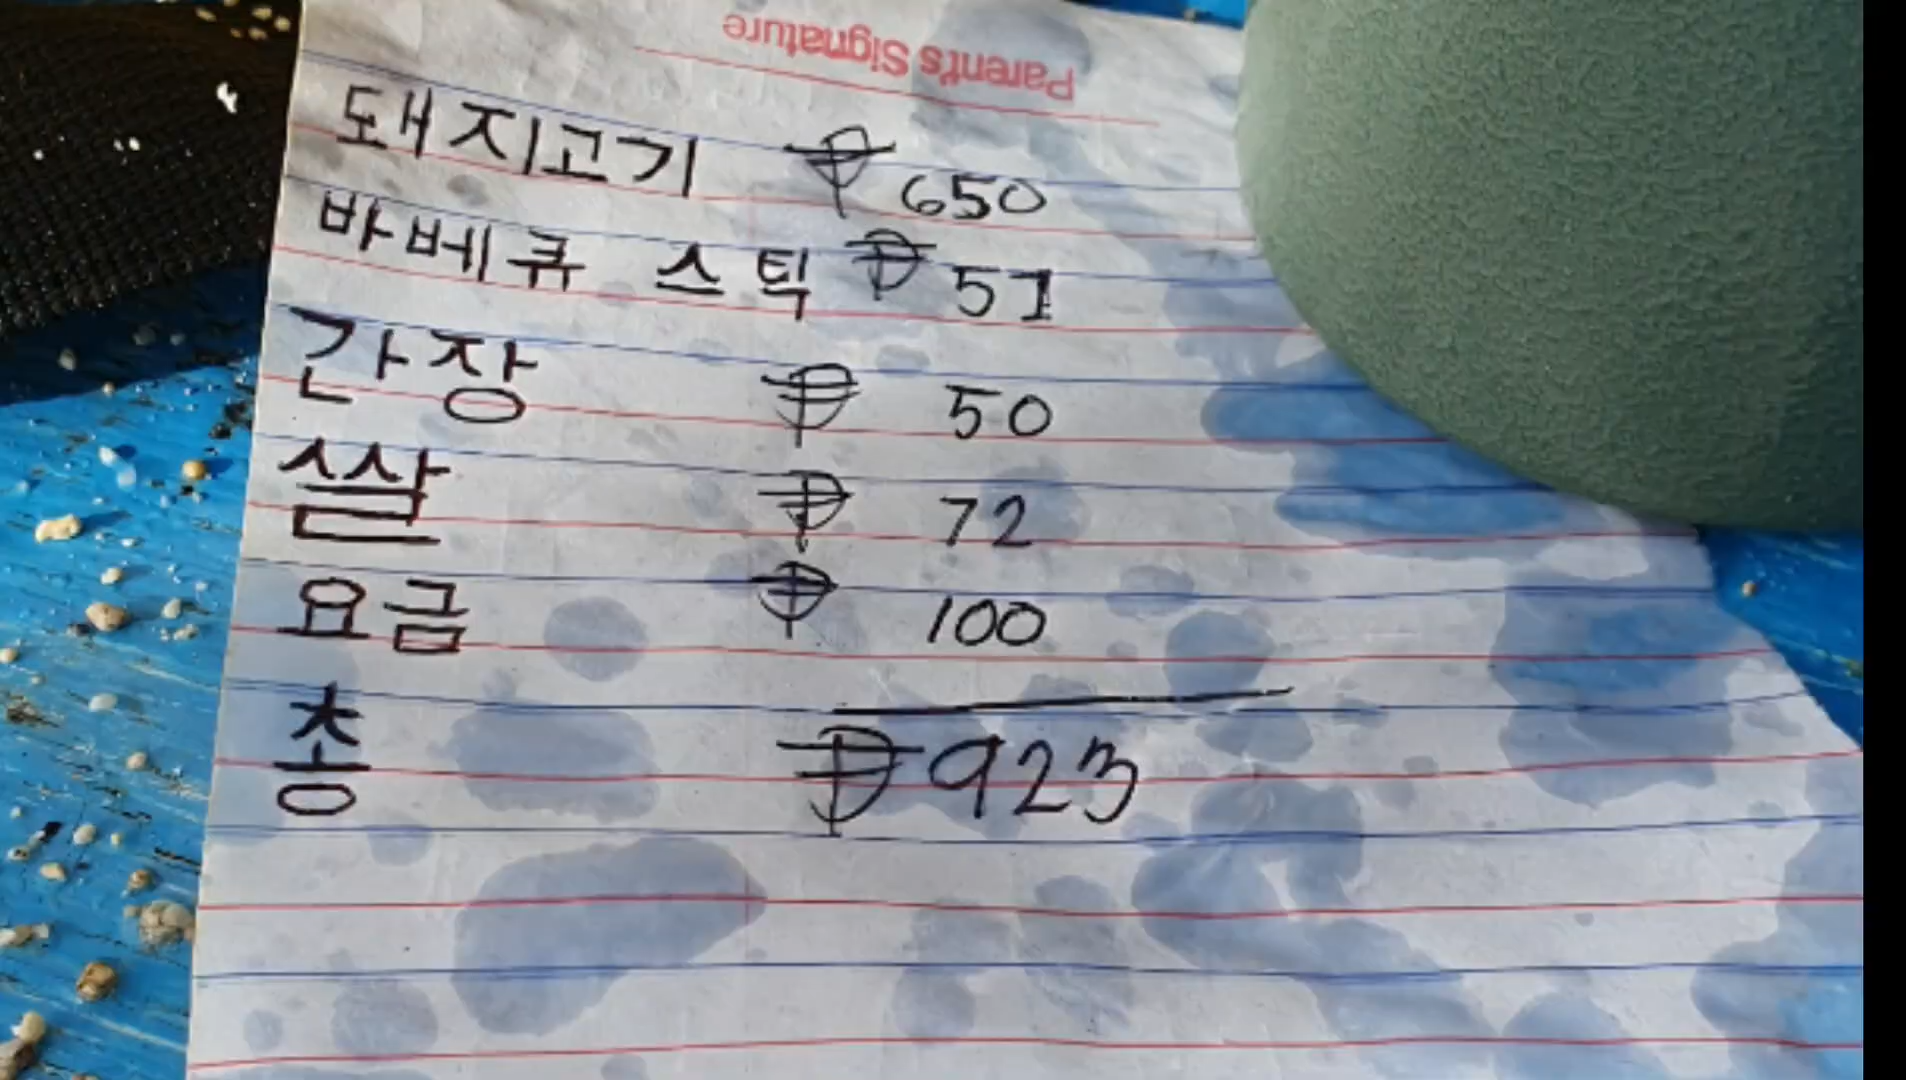 Parent's Signature
돼지고기 ₱ 650
바베큐 스틱 ₱ 51
간장 ₱ 50
쌀 ₱ 72
요금 ₱ 100
총 ₱ 923